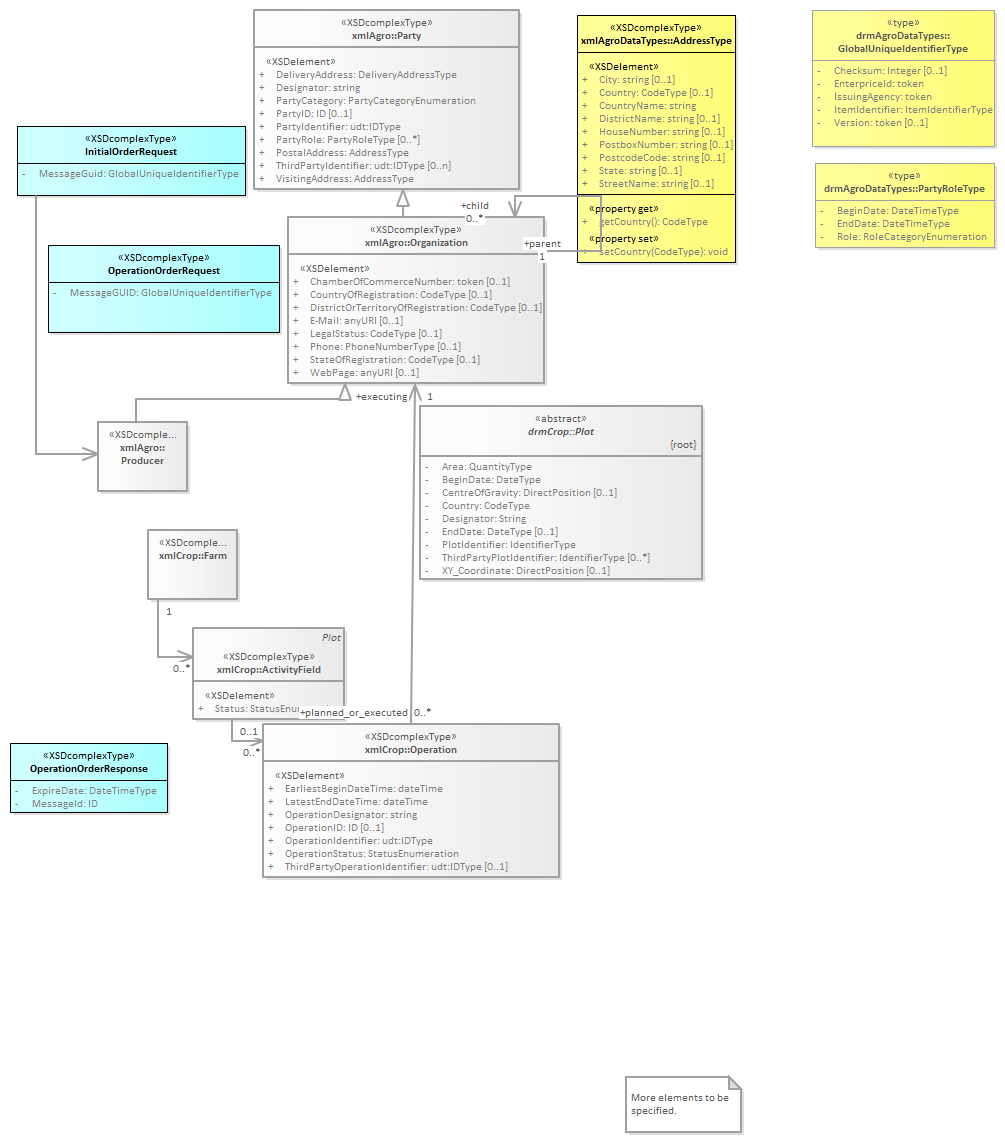 «XSDcomplexType»
xmlAgro::Party
«XSDelement»
+ DeliveryAddress: DeliveryAddressType
+ Designator: string
+ PartyCategory: PartyCategoryEnumeration
+ PartyID: ID [0..1]
+ PartyIdentifier: udt:IDType
+ PartyRole: PartyRoleType [0..*]
+ PostalAddress: AddressType
+ ThirdPartyIdentifier: udt:IDType [0..n]
+ VisitingAddress: AddressType
«XSDcomplexType»
xmlAgroDataTypes::AddressType
«XSDelement»
+ City: string [0..1]
+ Country: CodeType [0..1]
+ CountryName: string
+ DistrictName: string [0..1]
+ HouseNumber: string [0..1]
+ PostboxNumber: string [0..1]
+ PostcodeCode: string [0..1]
+ State: string [0..1]
+ StreetName: string [0..1]
«property get»
+ getCountry(): CodeType
«property set»
+ setCountry(CodeType): void
«type»
drmAgroDataTypes::
GlobalUniqueIdentifierType
- Checksum: Integer [0..1]
- EnterpriceId: token
- IssuingAgency: token
- ItemIdentifier: ItemIdentifierType
- Version: token [0..1]
«type»
drmAgroDataTypes::PartyRoleType
- BeginDate: DateTimeType
- EndDate: DateTimeType
- Role: RoleCategoryEnumeration
«XSDcomplexType»
InitialOrderRequest
- MessageGuid: GlobalUniqueIdentifierType
+child
0..*
+parent
1
«XSDcomplexType»
xmlAgro::Organization
«XSDelement»
+ ChamberOfCommerceNumber: token [0..1]
+ CountryOfRegistration: CodeType [0..1]
+ DistrictOrTerritoryOfRegistration: CodeType [0..1]
+ E-Mail: anyURI [0..1]
+ LegalStatus: CodeType [0..1]
+ Phone: PhoneNumberType [0..1]
+ StateOfRegistration: CodeType [0..1]
+ WebPage: anyURI [0..1]
«XSDcomplexType»
OperationOrderRequest
- MessageGUID: GlobalUniqueIdentifierType
+executing 1
«XSDcomple...
xmlAgro::
Producer
«abstract»
drmCrop::Plot
{root}
- Area: QuantityType
- BeginDate: DateType
- CentreOfGravity: DirectPosition [0..1]
- Country: CodeType
- Designator: String
- EndDate: DateType [0..1]
- PlotIdentifier: IdentifierType
- ThirdPartyPlotIdentifier: IdentifierType [0..*]
- XY_Coordinate: DirectPosition [0..1]
«XSDcomple...
xmlCrop::Farm
1
0..*
Plot
«XSDcomplexType»
xmlCrop::ActivityField
«XSDelement»
+ Status: StatusEnu
+planned_or_executed 0..*
0..1
0..*
«XSDcomplexType»
xmlCrop::Operation
«XSDelement»
+ EarliestBeginDateTime: dateTime
+ LatestEndDateTime: dateTime
+ OperationDesignator: string
+ OperationID: ID [0..1]
+ OperationIdentifier: udt:IDType
+ OperationStatus: StatusEnumeration
+ ThirdPartyOperationIdentifier: udt:IDType [0..1]
«XSDcomplexType»
OperationOrderResponse
- ExpireDate: DateTimeType
- MessageId: ID
More elements to be
specified.